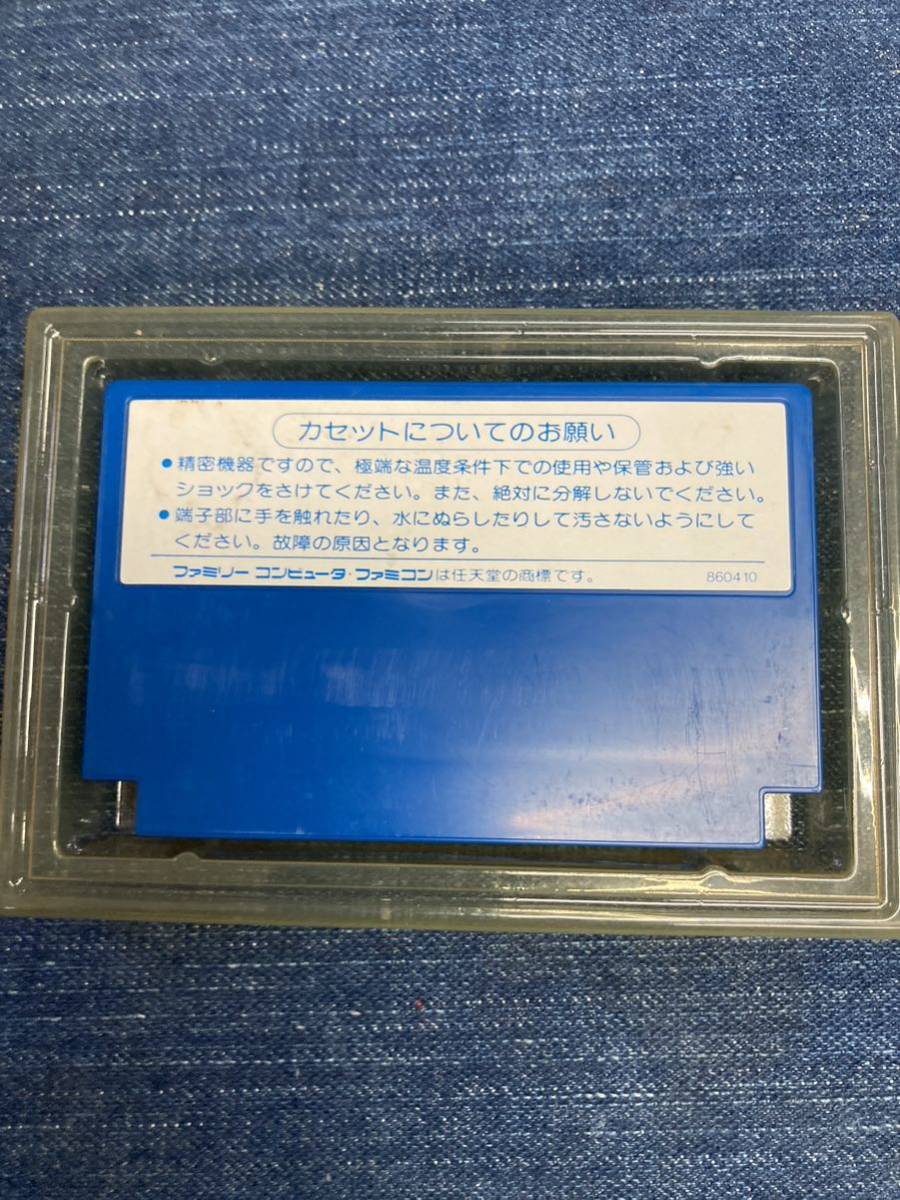 カセットについてのお願い
●精密機器ですので、極端な温度条件下での使用や保管および強い
ショックをさけてください。また、絶対に分解しないでください。
●端子部に手を触れたり、水にぬらしたりして汚さないようにして
ください。故障の原因となります。
ファミリーコンピュータ・ファミコンは任天堂の商標です。 860410